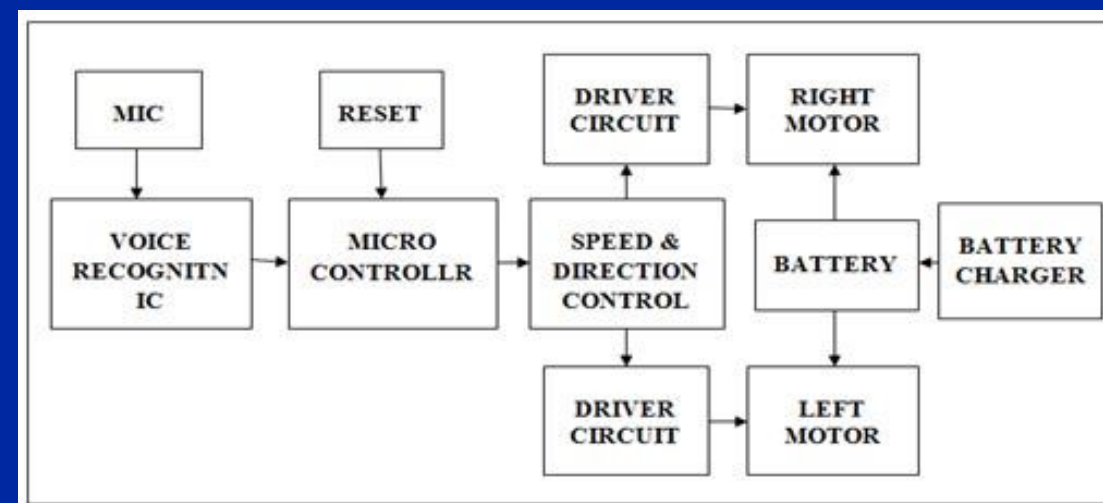 MIC
RESET
DRIVER
CIRCUIT
RIGHT
MOTOR
VOICE
RECOGNITN
IC
MICRO
CONTROLLR
SPEED &
DIRECTION
CONTROL
BATTERY
BATTERY
CHARGER
DRIVER
CIRCUIT
LEFT
MOTOR